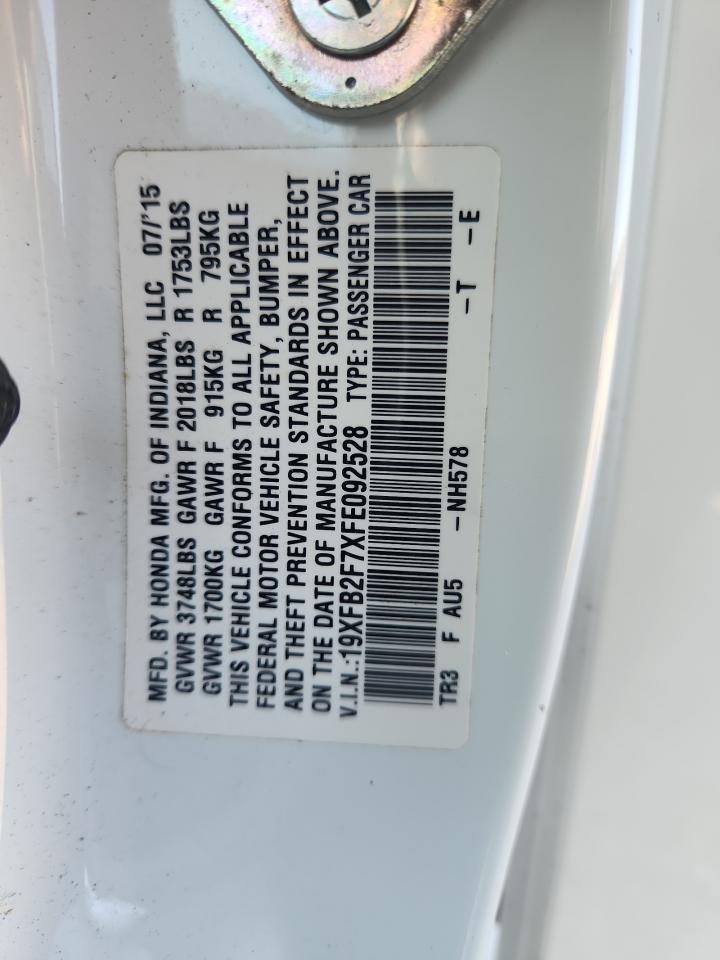 MFD. BY HONDA MFG. OF INDIANA, LLC 07/'15
GVWR 3748LBS GAWR F 2018LBS R 1753LBS
GVWR 1700KG GAWR F 915KG R 795KG
THIS VEHICLE CONFORMS TO ALL APPLICABLE
FEDERAL MOTOR VEHICLE SAFETY, BUMPER,
AND THEFT PREVENTION STANDARDS IN EFFECT
ON THE DATE OF MANUFACTURE SHOWN ABOVE.
V.I.N.:19XFB2F7XFE092528 TYPE: PASSENGER CAR
TR3 F AU5 -NH578 -T -E